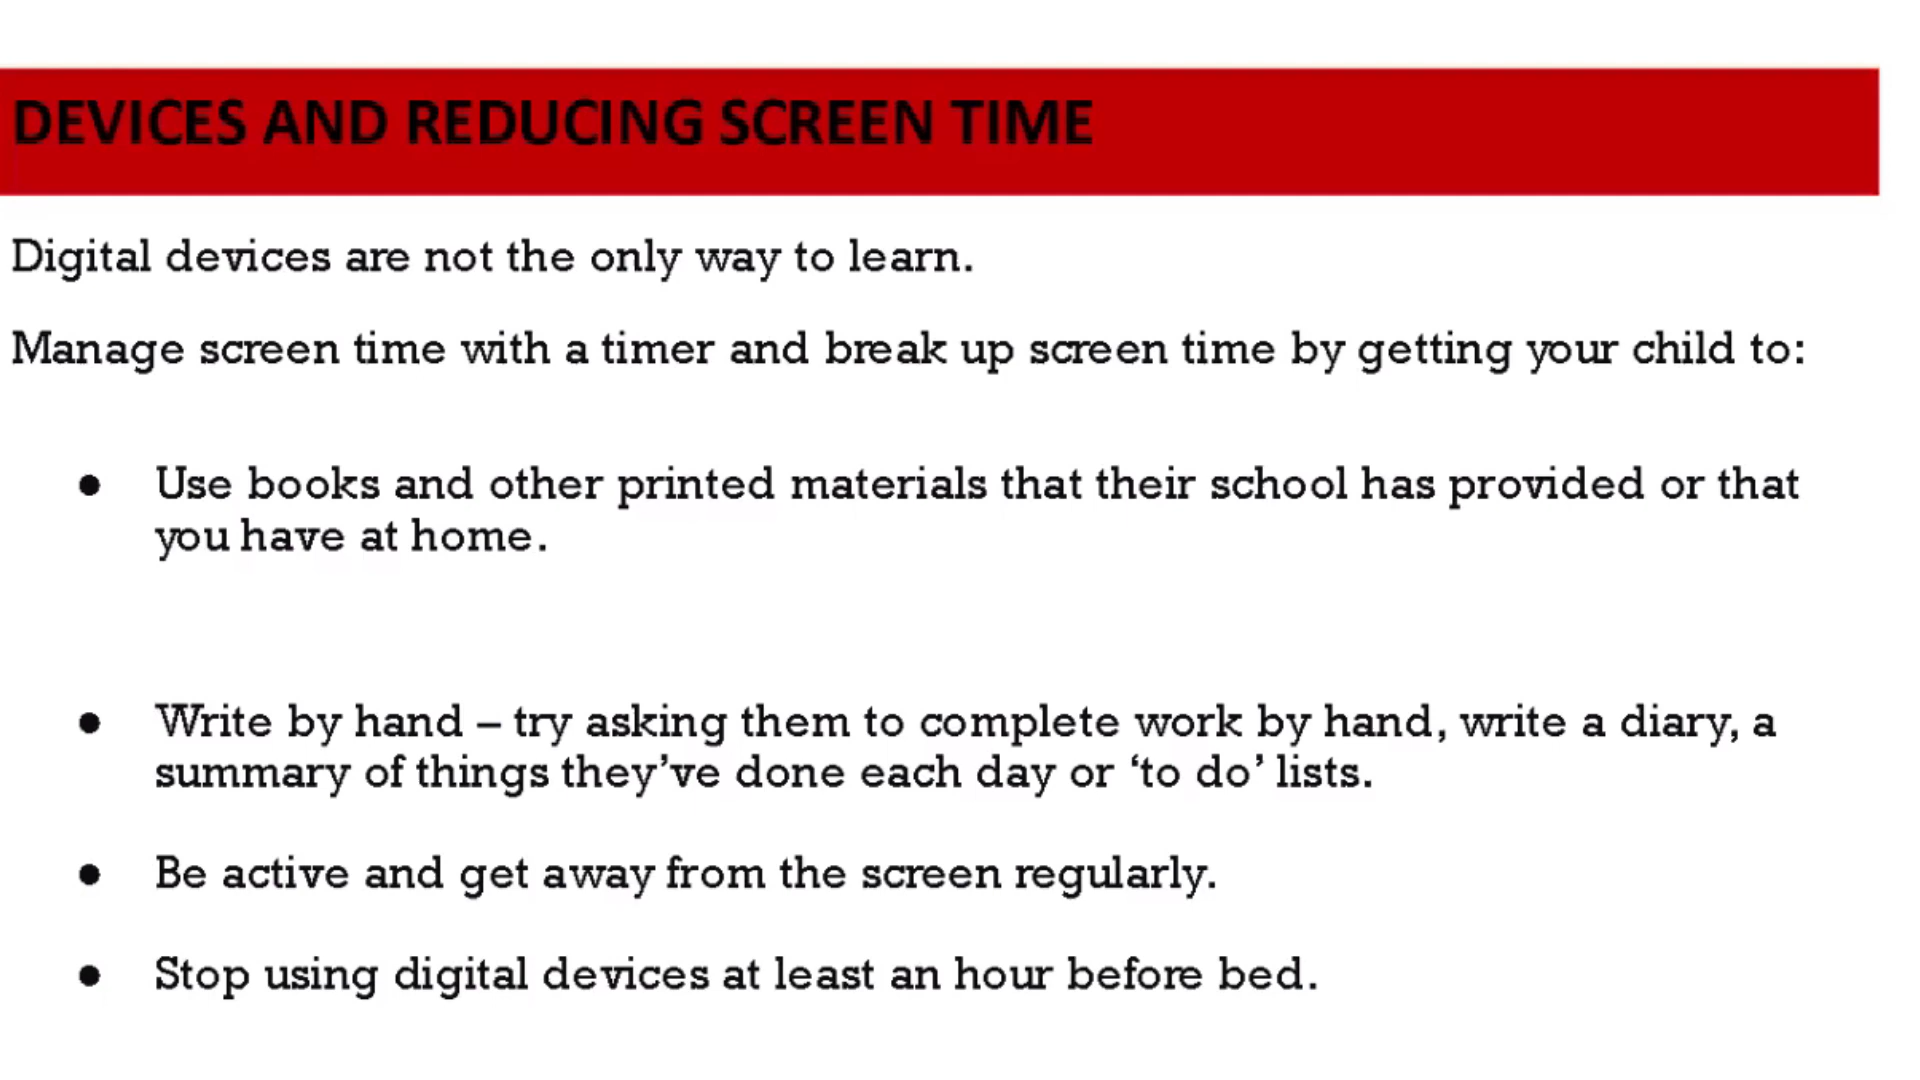 DEVICES AND REDUCING SCREEN TIME
Digital devices are not the only way to learn.
Manage screen time with a timer and break up screen time by getting your child to:
● Use books and other printed materials that their school has provided or that
you have at home.
● Write by hand – try asking them to complete work by hand, write a diary, a
summary of things they’ve done each day or ‘to do’ lists.
● Be active and get away from the screen regularly.
● Stop using digital devices at least an hour before bed.